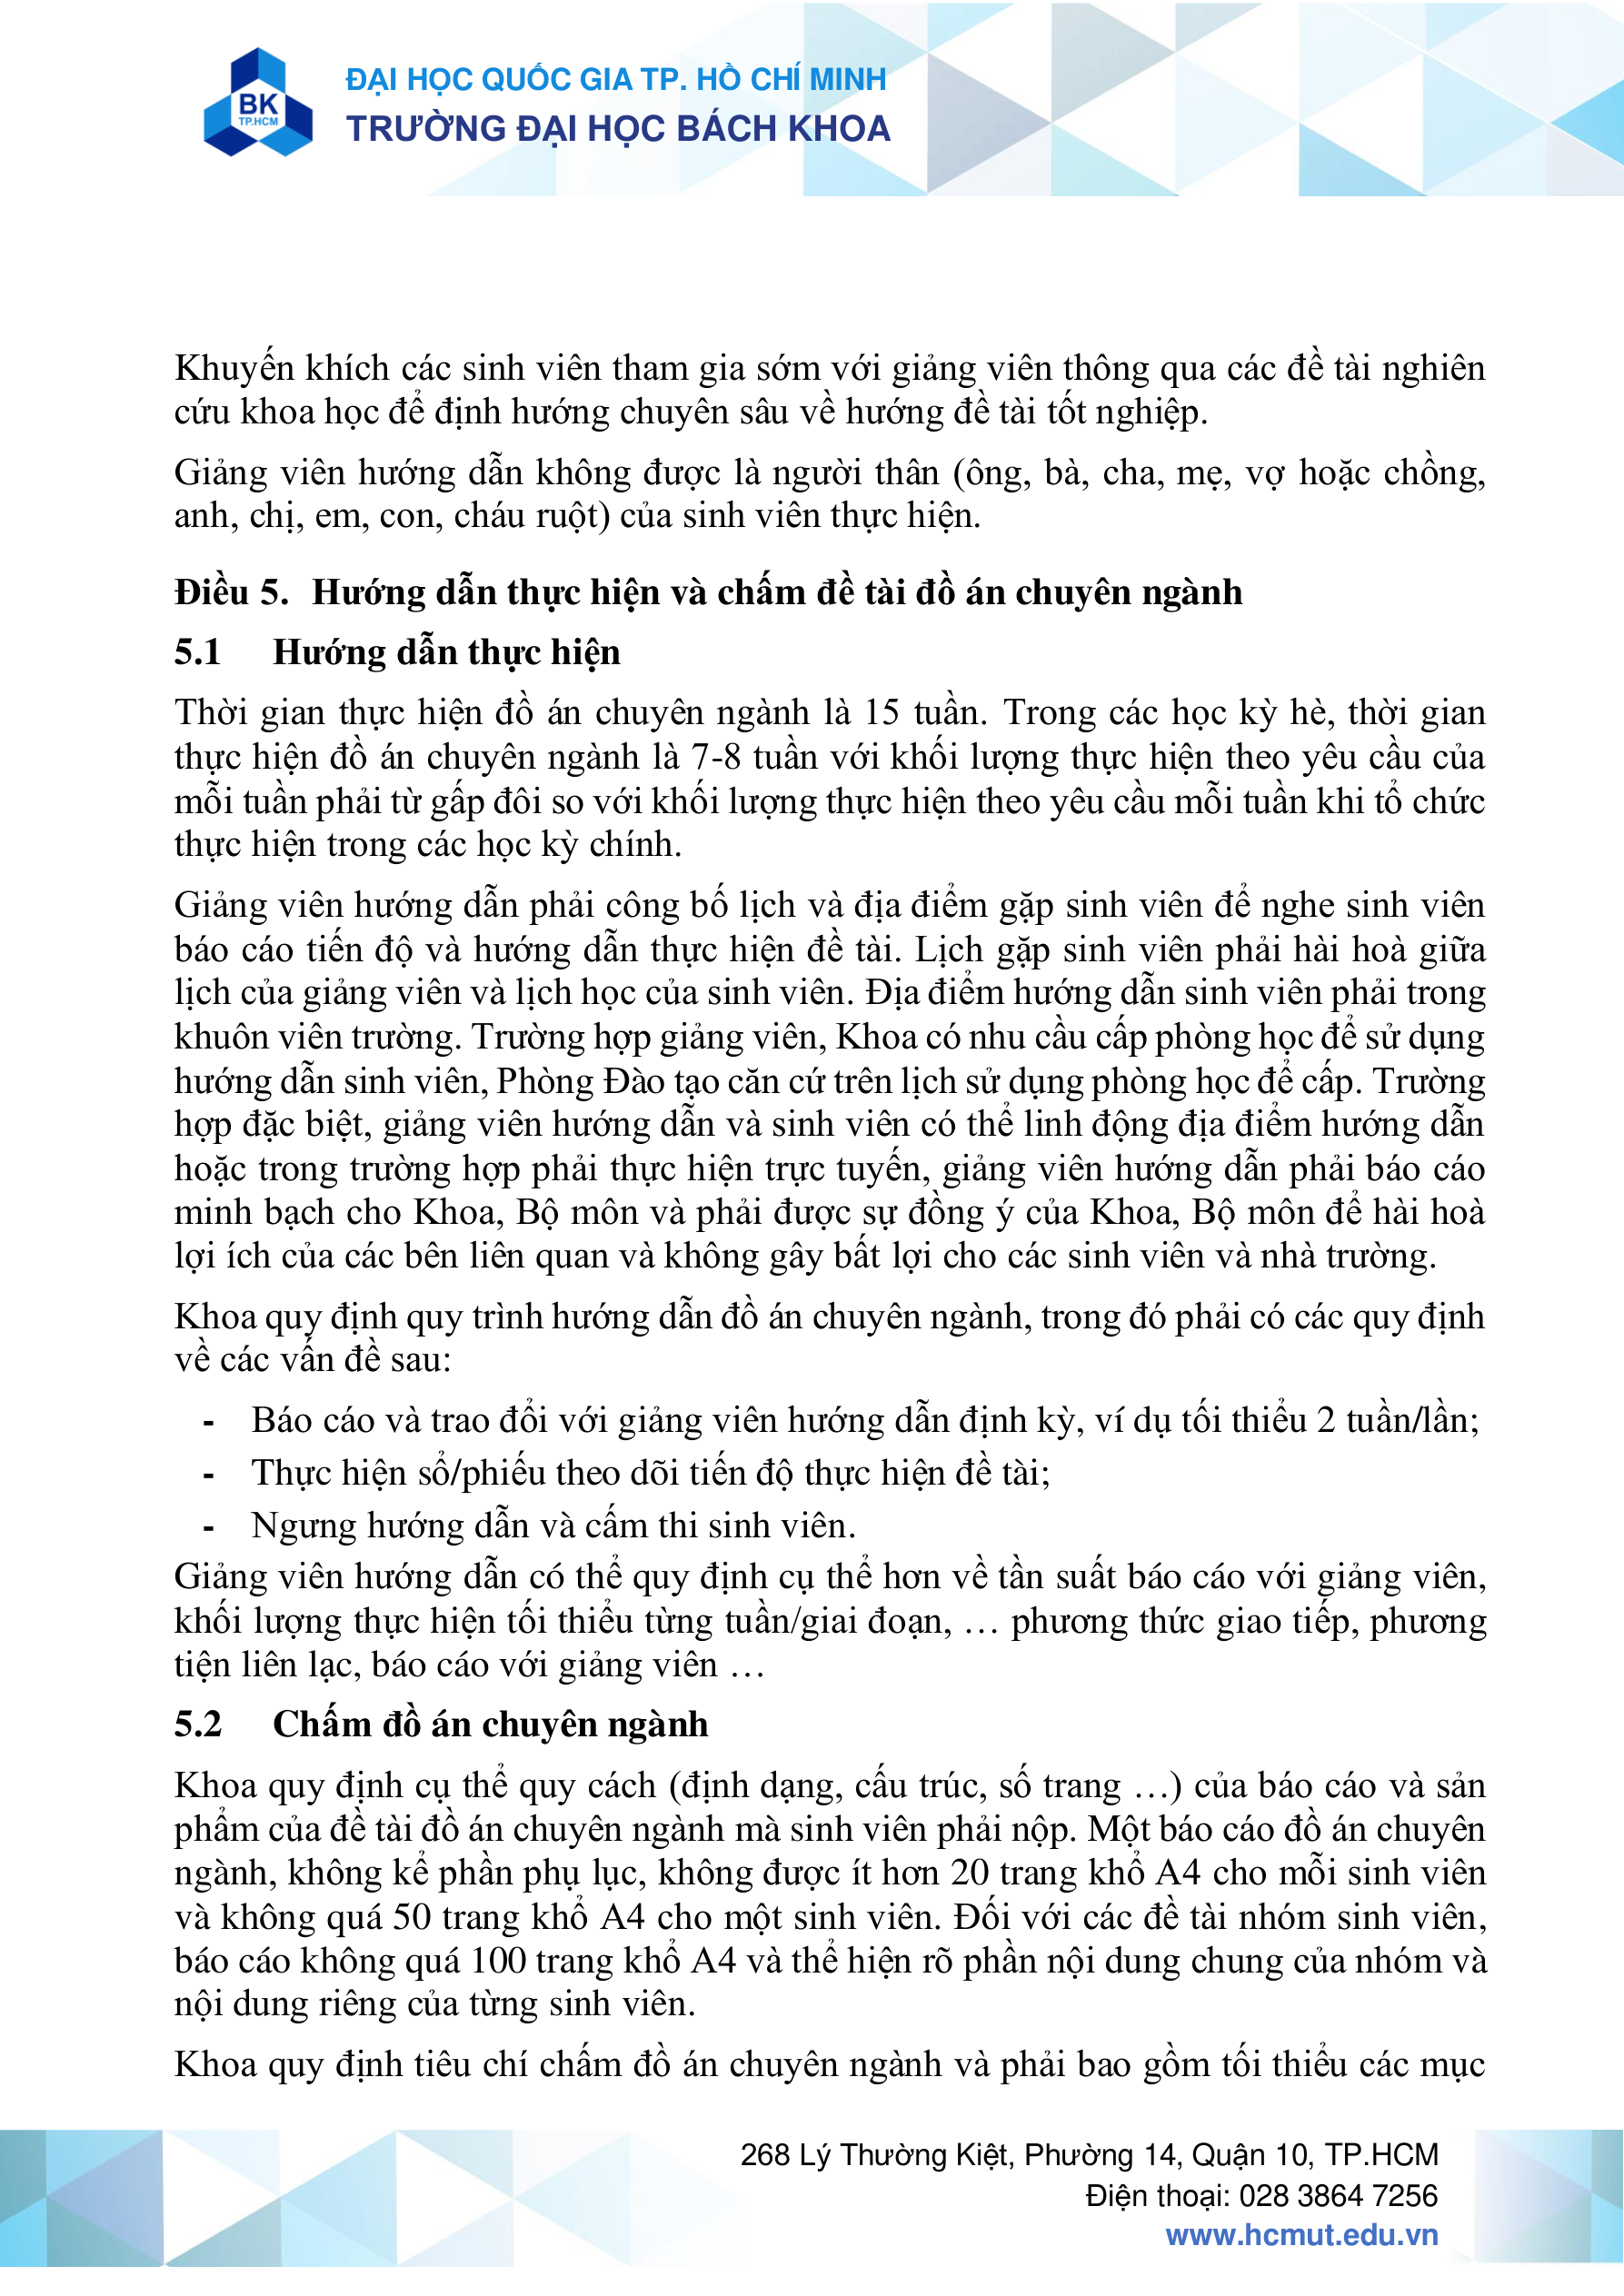 BK
TP.HCM
ĐẠI HỌC QUỐC GIA TP. HỒ CHÍ MINH
TRƯỜNG ĐẠI HỌC BÁCH KHOA
Khuyến khích các sinh viên tham gia sớm với giảng viên thông qua các đề tài nghiên
cứu khoa học để định hướng chuyên sâu về hướng đề tài tốt nghiệp.
Giảng viên hướng dẫn không được là người thân (ông, bà, cha, mẹ, vợ hoặc chồng,
anh, chị, em, con, cháu ruột) của sinh viên thực hiện.
Điều 5. Hướng dẫn thực hiện và chấm đề tài đồ án chuyên ngành
5.1 Hướng dẫn thực hiện
Thời gian thực hiện đồ án chuyên ngành là 15 tuần. Trong các học kỳ hè, thời gian
thực hiện đồ án chuyên ngành là 7-8 tuần với khối lượng thực hiện theo yêu cầu của
mỗi tuần phải từ gấp đôi so với khối lượng thực hiện theo yêu cầu mỗi tuần khi tổ chức
thực hiện trong các học kỳ chính.
Giảng viên hướng dẫn phải công bố lịch và địa điểm gặp sinh viên để nghe sinh viên
báo cáo tiến độ và hướng dẫn thực hiện đề tài. Lịch gặp sinh viên phải hài hoà giữa
lịch của giảng viên và lịch học của sinh viên. Địa điểm hướng dẫn sinh viên phải trong
khuôn viên trường. Trường hợp giảng viên, Khoa có nhu cầu cấp phòng học để sử dụng
hướng dẫn sinh viên, Phòng Đào tạo căn cứ trên lịch sử dụng phòng học để cấp. Trường
hợp đặc biệt, giảng viên hướng dẫn và sinh viên có thể linh động địa điểm hướng dẫn
hoặc trong trường hợp phải thực hiện trực tuyến, giảng viên hướng dẫn phải báo cáo
minh bạch cho Khoa, Bộ môn và phải được sự đồng ý của Khoa, Bộ môn để hài hoà
lợi ích của các bên liên quan và không gây bất lợi cho các sinh viên và nhà trường.
Khoa quy định quy trình hướng dẫn đồ án chuyên ngành, trong đó phải có các quy định
về các vấn đề sau:
- Báo cáo và trao đổi với giảng viên hướng dẫn định kỳ, ví dụ tối thiểu 2 tuần/lần;
- Thực hiện sổ/phiếu theo dõi tiến độ thực hiện đề tài;
- Ngưng hướng dẫn và cấm thi sinh viên.
Giảng viên hướng dẫn có thể quy định cụ thể hơn về tần suất báo cáo với giảng viên,
khối lượng thực hiện tối thiểu từng tuần/giai đoạn, … phương thức giao tiếp, phương
tiện liên lạc, báo cáo với giảng viên …
5.2 Chấm đồ án chuyên ngành
Khoa quy định cụ thể quy cách (định dạng, cấu trúc, số trang …) của báo cáo và sản
phẩm của đề tài đồ án chuyên ngành mà sinh viên phải nộp. Một báo cáo đồ án chuyên
ngành, không kể phần phụ lục, không được ít hơn 20 trang khổ A4 cho mỗi sinh viên
và không quá 50 trang khổ A4 cho một sinh viên. Đối với các đề tài nhóm sinh viên,
báo cáo không quá 100 trang khổ A4 và thể hiện rõ phần nội dung chung của nhóm và
nội dung riêng của từng sinh viên.
Khoa quy định tiêu chí chấm đồ án chuyên ngành và phải bao gồm tối thiểu các mục
268 Lý Thường Kiệt, Phường 14, Quận 10, TP.HCM
Điện thoại: 028 3864 7256
www.hcmut.edu.vn